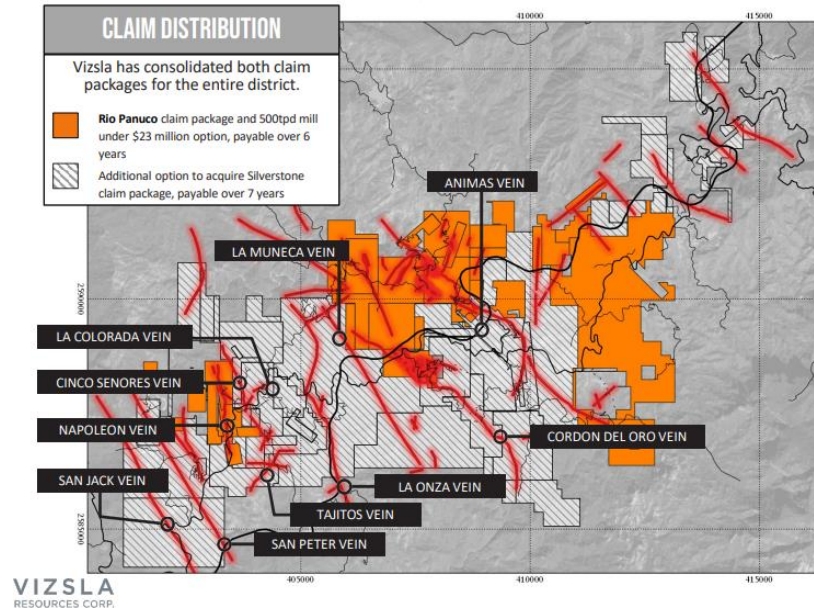 CLAIM DISTRIBUTION
Vizsla has consolidated both claim
packages for the entire district.
Rio Panuco claim package and 500tpd mill
under $23 million option, payable over 6
years
Additional option to acquire Silverstone
claim package, payable over 7 years
410000
415000
ANIMAS VEIN
LA MUNECA VEIN
2590000
LA COLORADA VEIN
CINCO SENORES VEIN
NAPOLEON VEIN
CORDON DEL ORO VEIN
SAN JACK VEIN
LA ONZA VEIN
TAJITOS VEIN
2585000
SAN PETER VEIN
405000
410000
415000
VIZSLA
RESOURCES CORP.